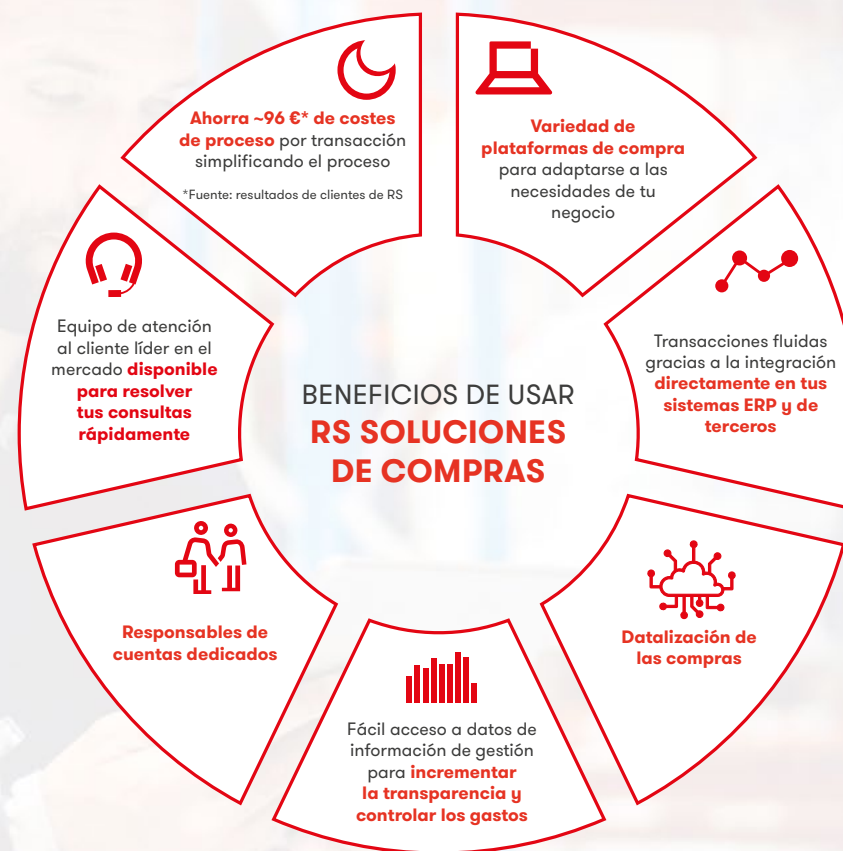 BENEFICIOS DE USAR
RS SOLUCIONES
DE COMPRAS
Ahorra ~96 €* de costes
de proceso por transacción
simplificando el proceso
*Fuente: resultados de clientes de RS
Variedad de
plataformas de compra
para adaptarse a las
necesidades de tu
negocio
Transacciones fluidas
gracias a la integración
directamente en tus
sistemas ERP y de
terceros
Datalización de
las compras
Fácil acceso a datos de
información de gestión
para incrementar
la transparencia y
controlar los gastos
Responsables de
cuentas dedicados
Equipo de atención
al cliente líder en el
mercado disponible
para resolver
tus consultas
rápidamente